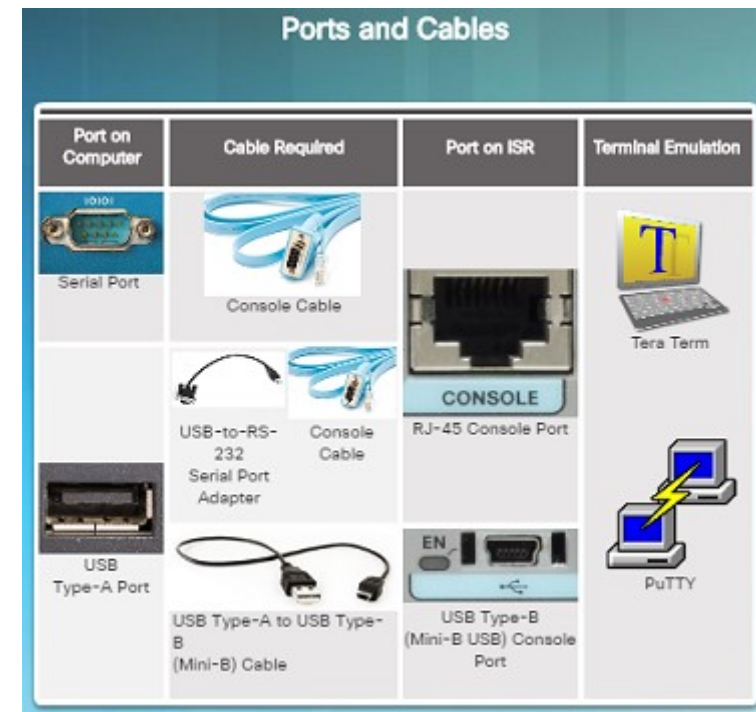 Ports and Cables
Port on
Computer
Cable Required
Port on ISR
Terminal Emulation
IOIOI
Serial Port
Console Cable
CONSOLE
RJ-45 Console Port
Tera Term
USB
Type-A Port
USB-to-RS-
232
Serial Port
Adapter
Console
Cable
USB Type-A to USB Type-
B
(Mini-B) Cable
EN
USB Type-B
(Mini-B USB) Console
Port
PuTTY